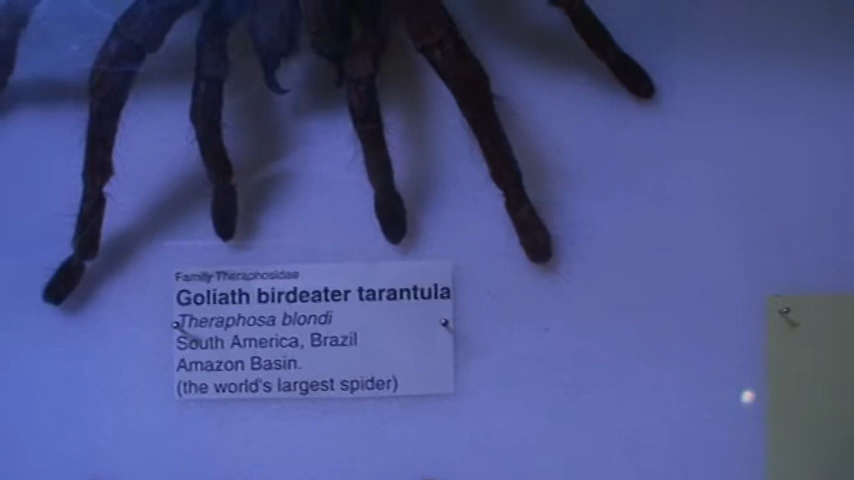 Family Theraphosidae
Goliath birdeater tarantula
Theraphosa blondi
South America, Brazil
Amazon Basin.
(the world's largest spider)